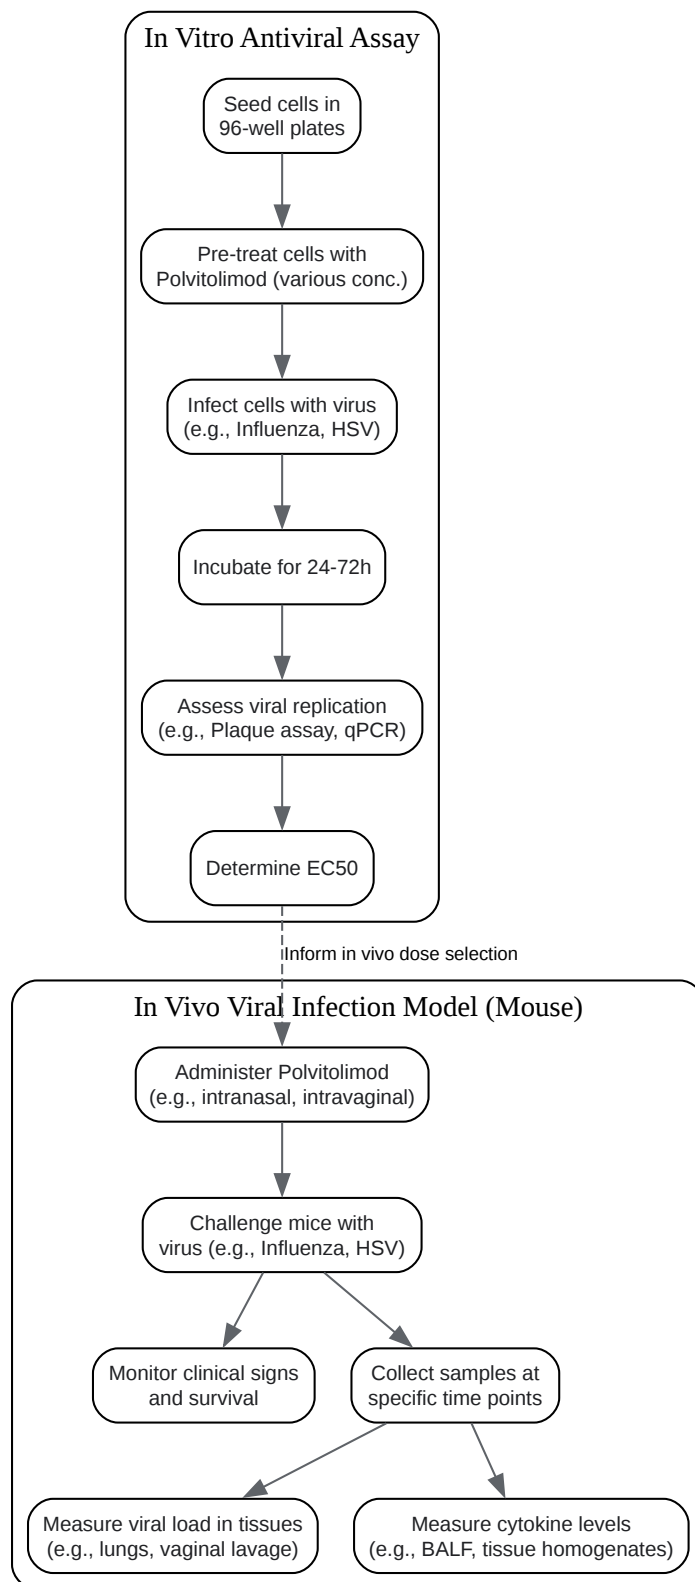 In Vitro Antiviral Assay
Seed cells in
96-well plates
Pre-treat cells with
Polvitolimod (various conc.)
Infect cells with virus
(e.g., Influenza, HSV)
Incubate for 24-72h
Assess viral replication
(e.g., Plaque assay, qPCR)
Determine EC50
Inform in vivo dose selection
In Vivo Viral Infection Model (Mouse)
Administer Polvitolimod
(e.g., intranasal, intravaginal)
Challenge mice with
virus (e.g., Influenza, HSV)
Monitor clinical signs
and survival
Collect samples at
specific time points
Measure viral load in tissues
(e.g., lungs, vaginal lavage)
Measure cytokine levels
(e.g., BALF, tissue homogenates)